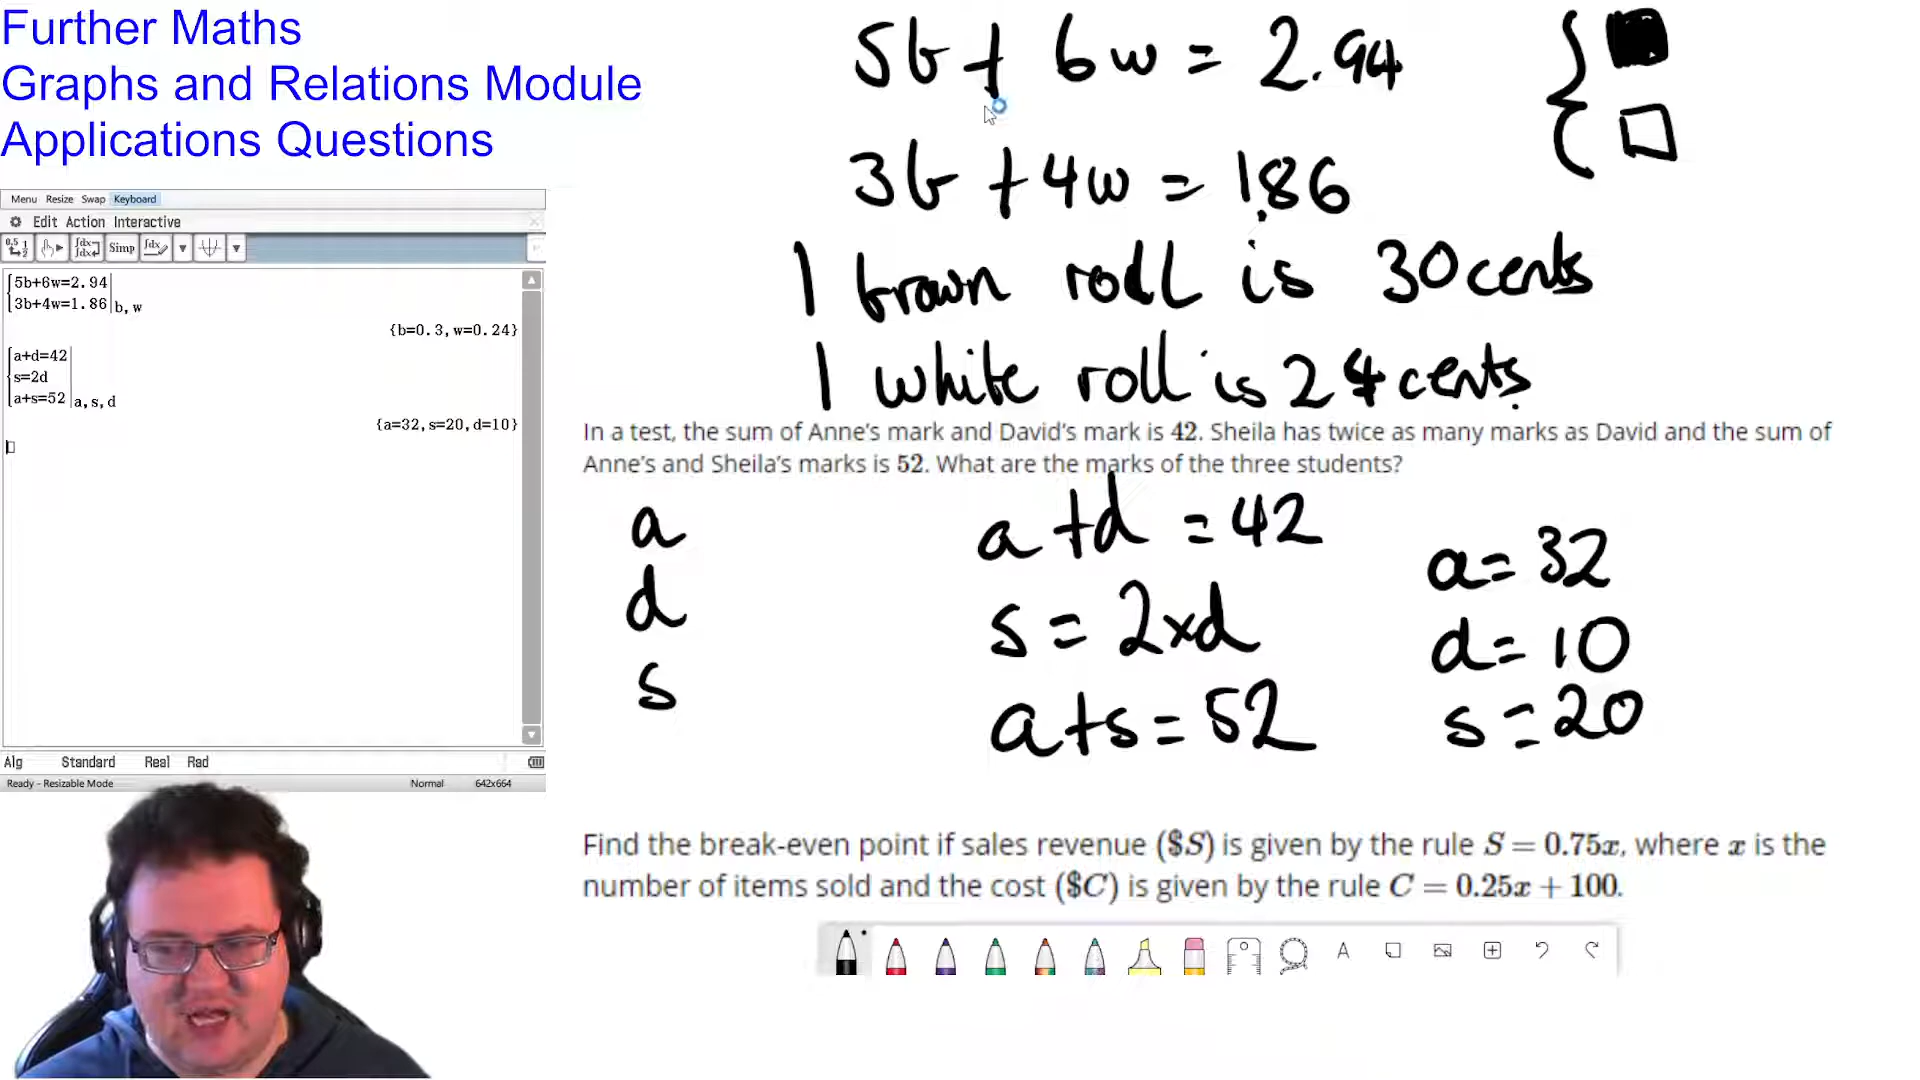 Further Maths
Graphs and Relations Module
Applications Questions
5b + 6w = 2.94
3b + 4w = 1.86
1 brown roll is 30 cents
1 white roll is 24 cents
Menu Resize Swap Keyboard
Edit Action Interactive
Simp
5b+6w=2.94
3b+4w=1.86 b,w
{b=0.3,w=0.24}
a+d=42
s=2d
a+s=52 a,s,d
{a=32,s=20,d=10}
Alg Standard Real Rad
Ready - Resizable Mode Normal 642x664
In a test, the sum of Anne's mark and David's mark is 42. Sheila has twice as many marks as David and the sum of
Anne's and Sheila's marks is 52. What are the marks of the three students?
a
d
s
a + d = 42
s = 2×d
a+s = 52
a = 32
d = 10
s = 20
Find the break-even point if sales revenue ($S) is given by the rule S = 0.75x, where x is the
number of items sold and the cost ($C) is given by the rule C = 0.25x + 100.
A